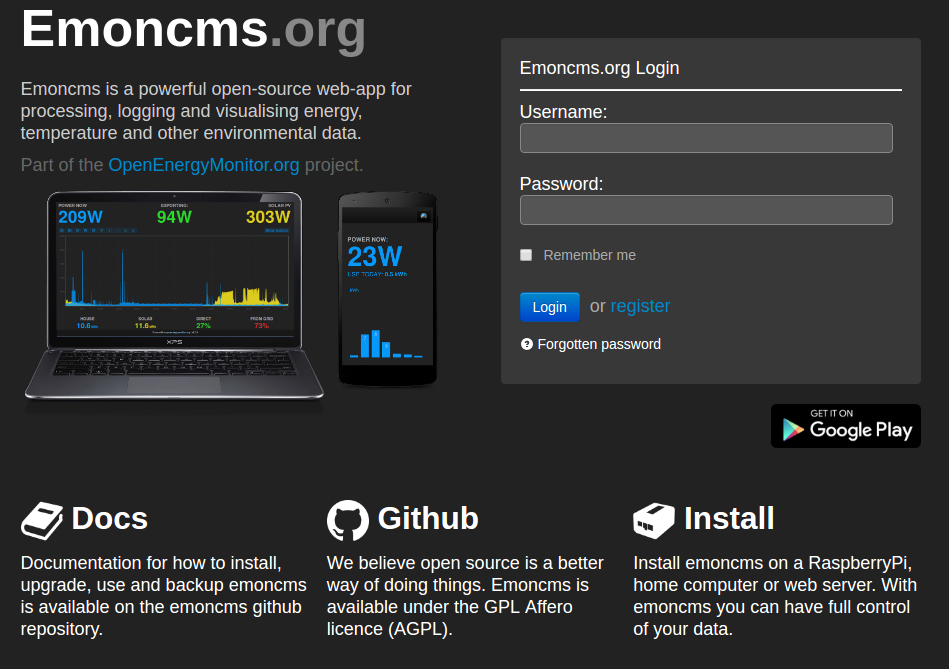 Emoncms.org
Emoncms is a powerful open-source web-app for
processing, logging and visualising energy,
temperature and other environmental data.
Part of the OpenEnergyMonitor.org project.
POWER NOW
209W
EXPORTING:
94W
SOLAR PV
303W
HOUSE
10.6 kWh
SOLAR
11.6 kWh
DIRECT
27%
FROM GRID
73%
XPS
POWER NOW:
23W
USE TODAY: 0.5 kWh
kWh
Emoncms.org Login
Username:
Password:
Remember me
Login or register
Forgotten password
GET IT ON
Google Play
Docs
Documentation for how to install,
upgrade, use and backup emoncms
is available on the emoncms github
repository.
Github
We believe open source is a better
way of doing things. Emoncms is
available under the GPL Affero
licence (AGPL).
Install
Install emoncms on a RaspberryPi,
home computer or web server. With
emoncms you can have full control
of your data.